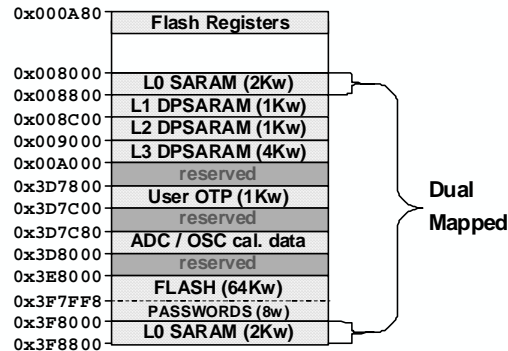 0x000A80
Flash Registers
0x008000
L0 SARAM (2Kw)
0x008800
L1 DPSARAM (1Kw)
0x008C00
L2 DPSARAM (1Kw)
0x009000
L3 DPSARAM (4Kw)
0x00A000
reserved
0x3D7800
User OTP (1Kw)
0x3D7C00
reserved
0x3D7C80
ADC / OSC cal. data
0x3D8000
reserved
0x3E8000
FLASH (64Kw)
0x3F7FF8
PASSWORDS (8w)
0x3F8000
L0 SARAM (2Kw)
0x3F8800
Dual
Mapped